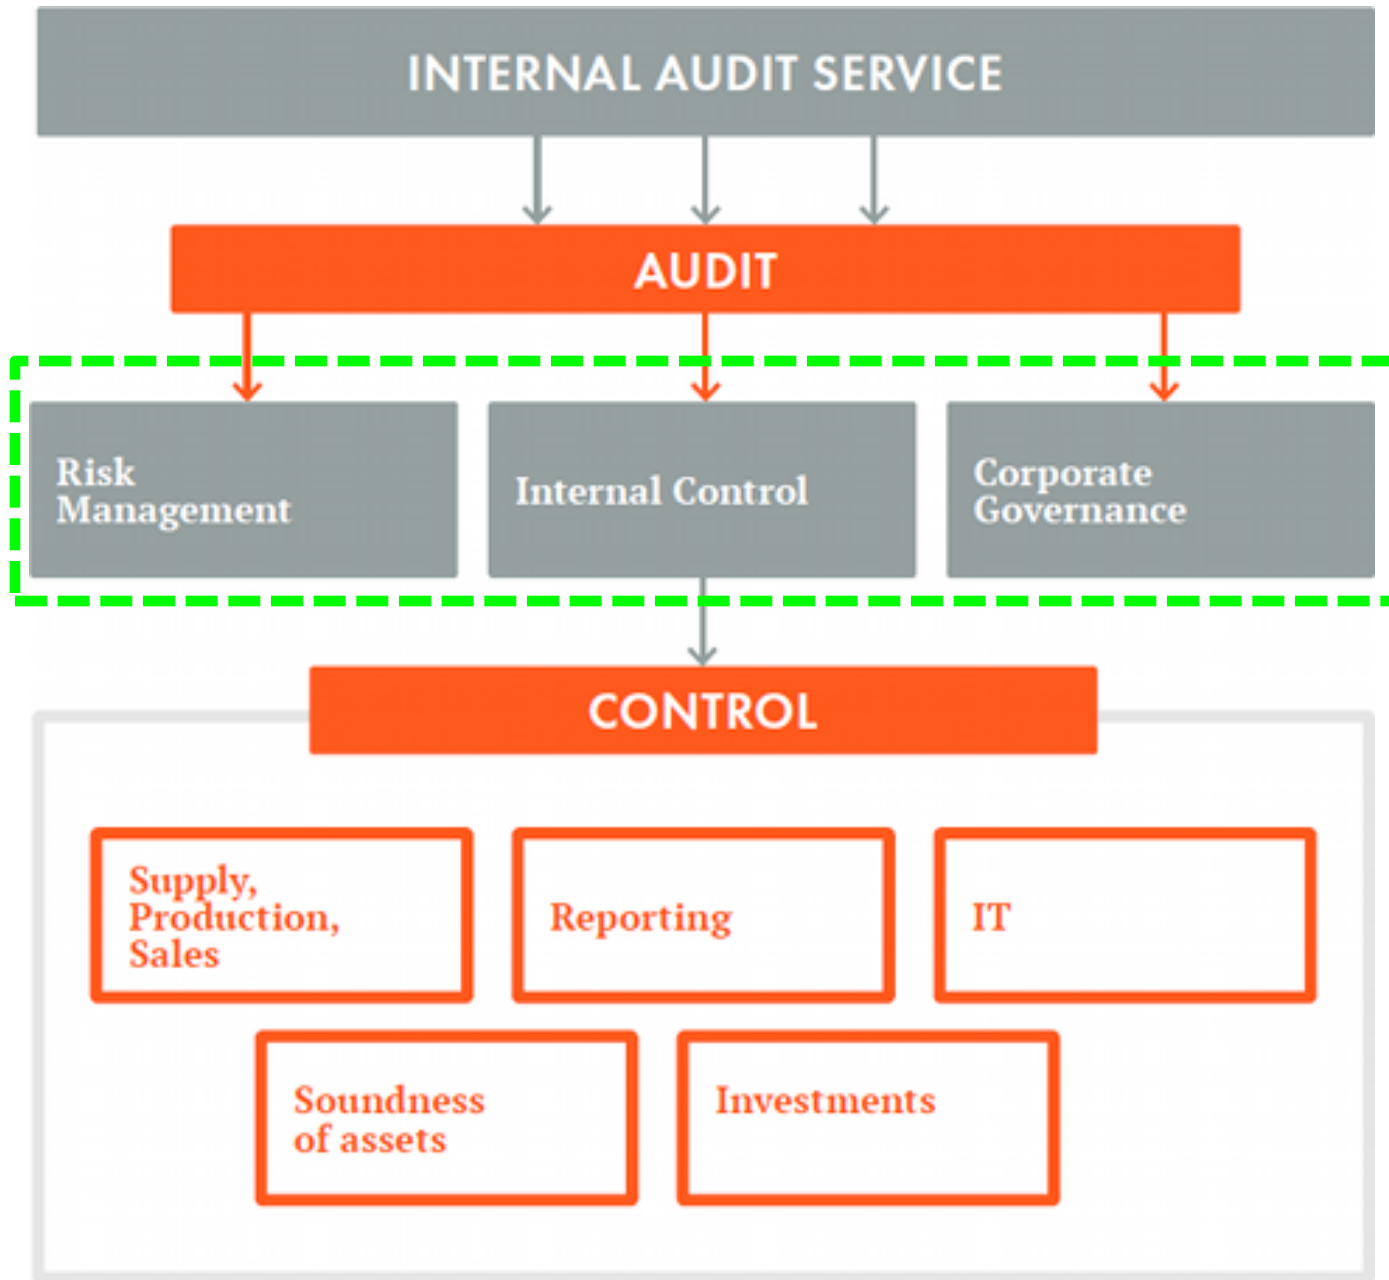 INTERNAL AUDIT SERVICE
AUDIT
Risk
Management
Internal Control
Corporate
Governance
CONTROL
Supply,
Production,
Sales
Reporting
IT
Soundness
of assets
Investments